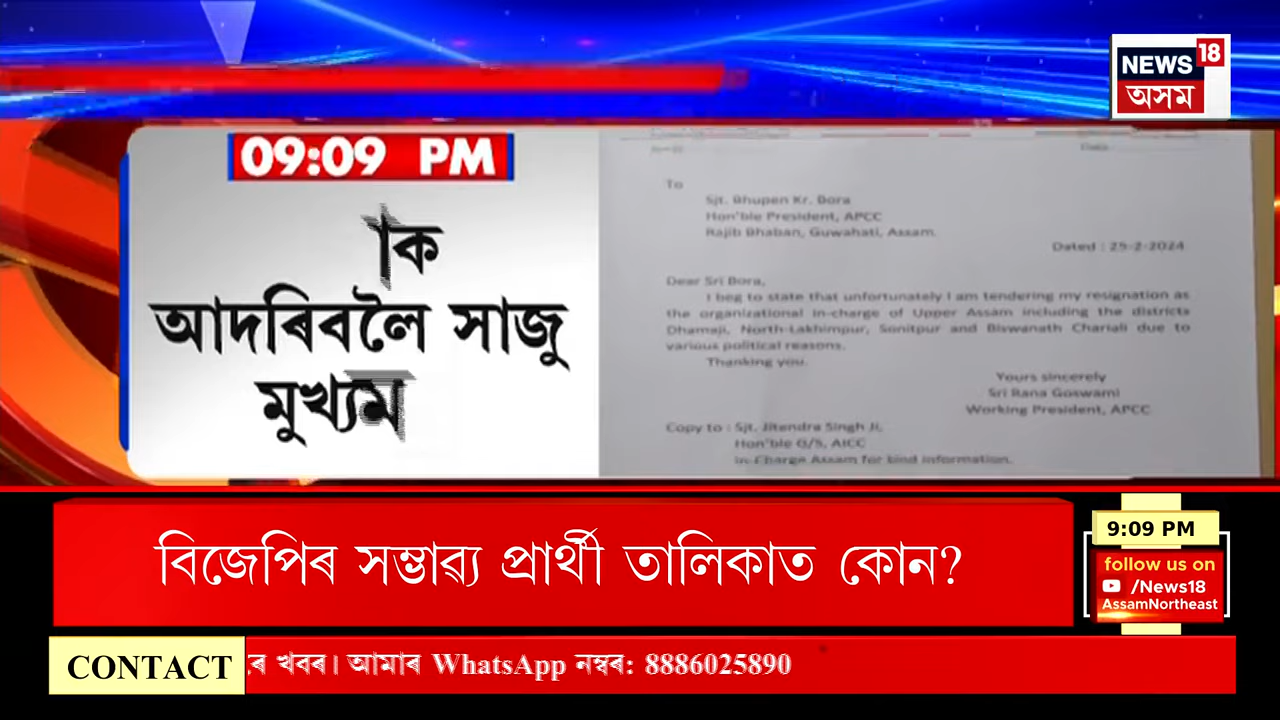 NEWS 18
অসম
09:09 PM
াক
আদৰিবলৈ সাজু
মুখ্যম
To
Sjt. Bhupen Kr. Bora
Hon'ble President, APCC
Rajib Bhaban, Guwahati, Assam.
Dated : 25-2-2024
Dear Sri Bora,
I beg to state that unfortunately I am tendering my resignation as
the organizational in-charge of Upper Assam including the districts
Dhamaji, North-Lakhimpur, Sonitpur and Biswanath Chariali due to
various political reasons.
Thanking you.
Yours sincerely
Sri Rana Goswami
Working President, APCC
Copy to : Sjt. Jitendra Singh Ji,
Hon'ble G/S, AICC
In-Charge Assam for bind information.
বিজেপিৰ সম্ভাৱ্য প্ৰাৰ্থী তালিকাত কোন?
9:09 PM
follow us on
/News18
AssamNortheast
CONTACT ৰে খবৰ। আমাৰ WhatsApp নম্বৰ: 8886025890